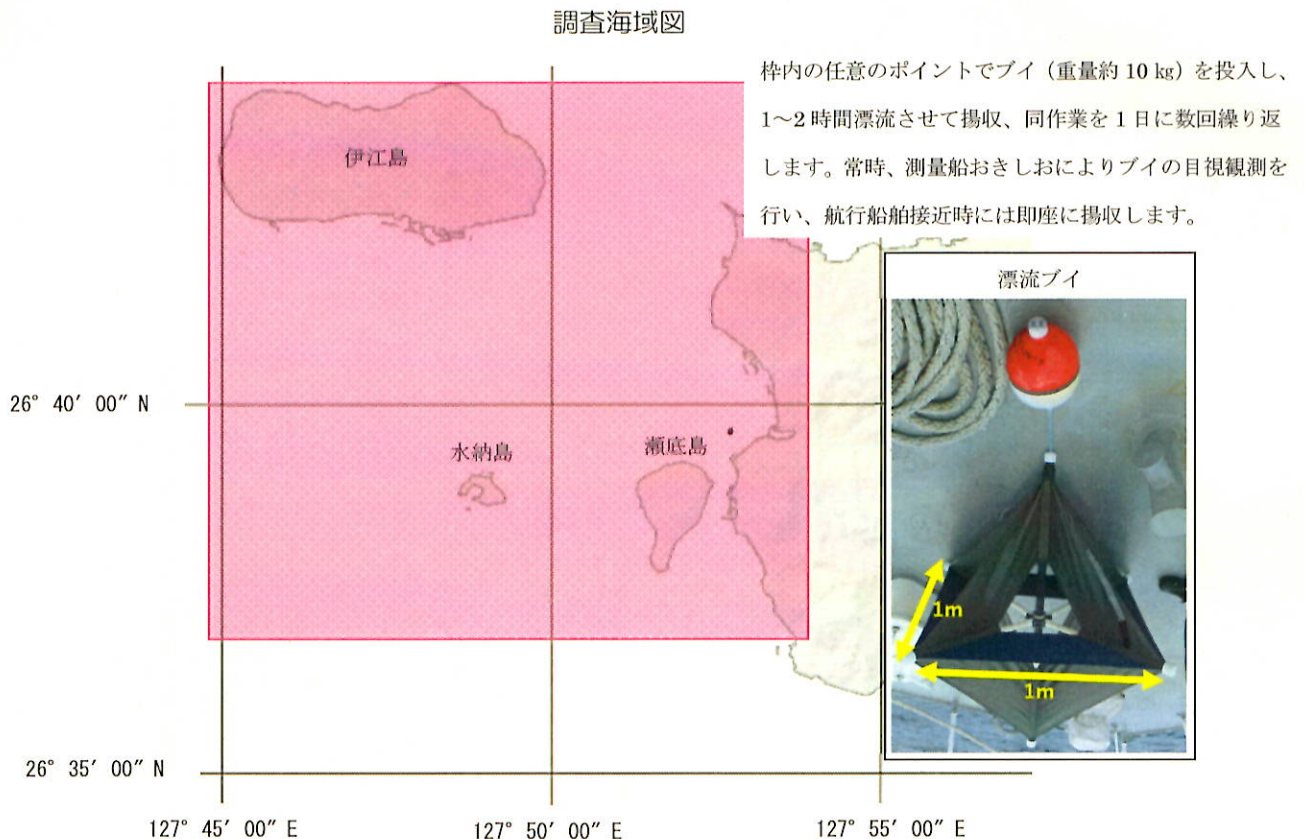 調査海域図
枠内の任意のポイントでブイ（重量約 10 kg）を投入し、
1～2 時間漂流させて揚収、同作業を 1 日に数回繰り返
します。常時、測量船おきしおによりブイの目視観測を
行い、航行船舶接近時には即座に揚収します。
伊江島
漂流ブイ
26° 40′ 00″ N
水納島
瀬底島
1m
1m
26° 35′ 00″ N
127° 45′ 00″ E
127° 50′ 00″ E
127° 55′ 00″ E